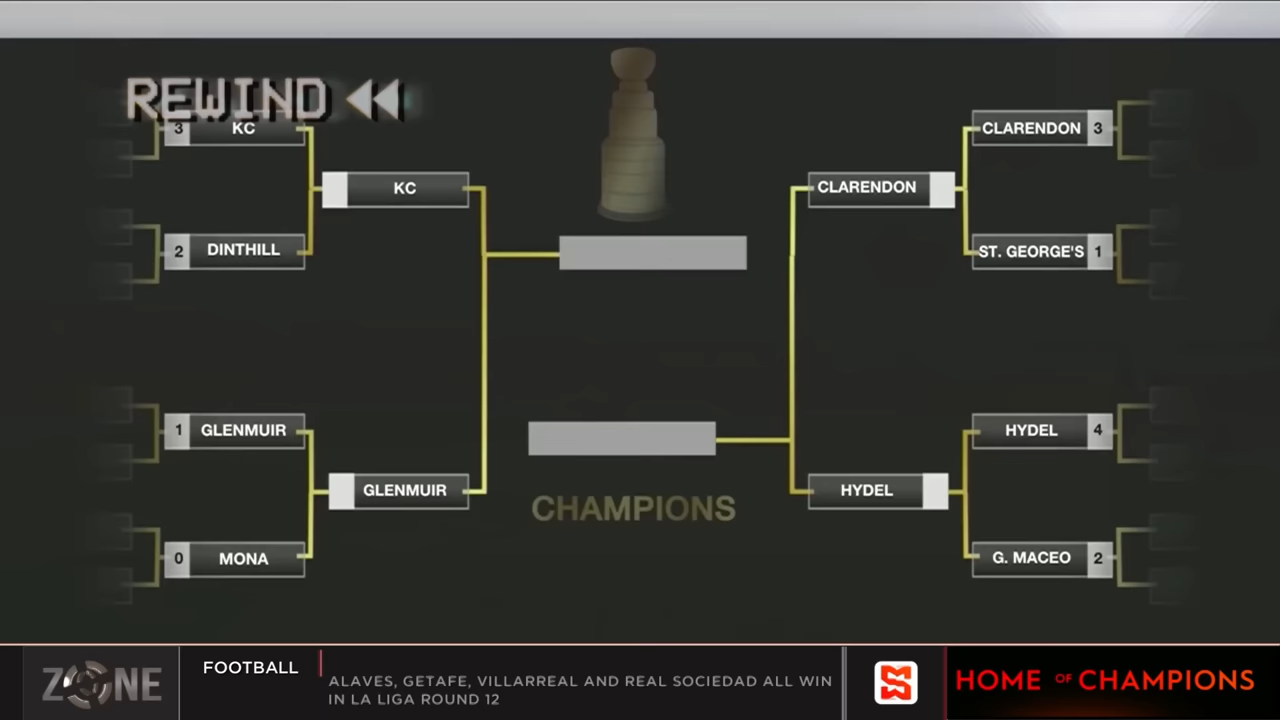 REWIND
3 KC
KC
2 DINTHILL
1 GLENMUIR
GLENMUIR
0 MONA
CLARENDON 3
CLARENDON
ST. GEORGE'S 1
HYDEL 4
HYDEL
G. MACEO 2
CHAMPIONS
ZONE
FOOTBALL
ALAVES, GETAFE, VILLARREAL AND REAL SOCIEDAD ALL WIN
IN LA LIGA ROUND 12
HOME OF CHAMPIONS